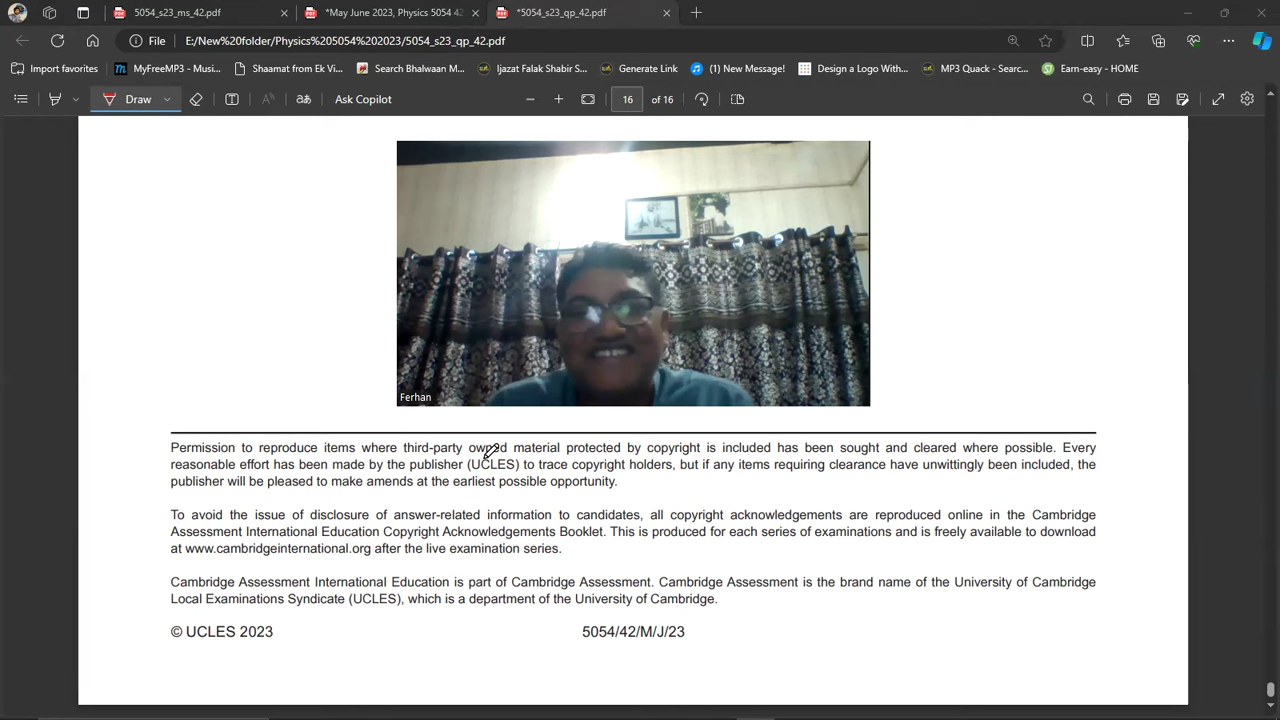 5054_s23_ms_42.pdf
*May June 2023, Physics 5054 42
*5054_s23_qp_42.pdf
File
E:/New%20folder/Physics%205054%202023/5054_s23_qp_42.pdf
Import favorites
MyFreeMP3 - Musi...
Shaamat from Ek Vi...
Search Bhalwaan M...
Ijazat Falak Shabir S...
Generate Link
(1) New Message!
Design a Logo With...
MP3 Quack - Searc...
Earn-easy - HOME
Draw
Ask Copilot
16 of 16
Ferhan
Permission to reproduce items where third-party owned material protected by copyright is included has been sought and cleared where possible. Every
reasonable effort has been made by the publisher (UCLES) to trace copyright holders, but if any items requiring clearance have unwittingly been included, the
publisher will be pleased to make amends at the earliest possible opportunity.
To avoid the issue of disclosure of answer-related information to candidates, all copyright acknowledgements are reproduced online in the Cambridge
Assessment International Education Copyright Acknowledgements Booklet. This is produced for each series of examinations and is freely available to download
at www.cambridgeinternational.org after the live examination series.
Cambridge Assessment International Education is part of Cambridge Assessment. Cambridge Assessment is the brand name of the University of Cambridge
Local Examinations Syndicate (UCLES), which is a department of the University of Cambridge.
© UCLES 2023
5054/42/M/J/23